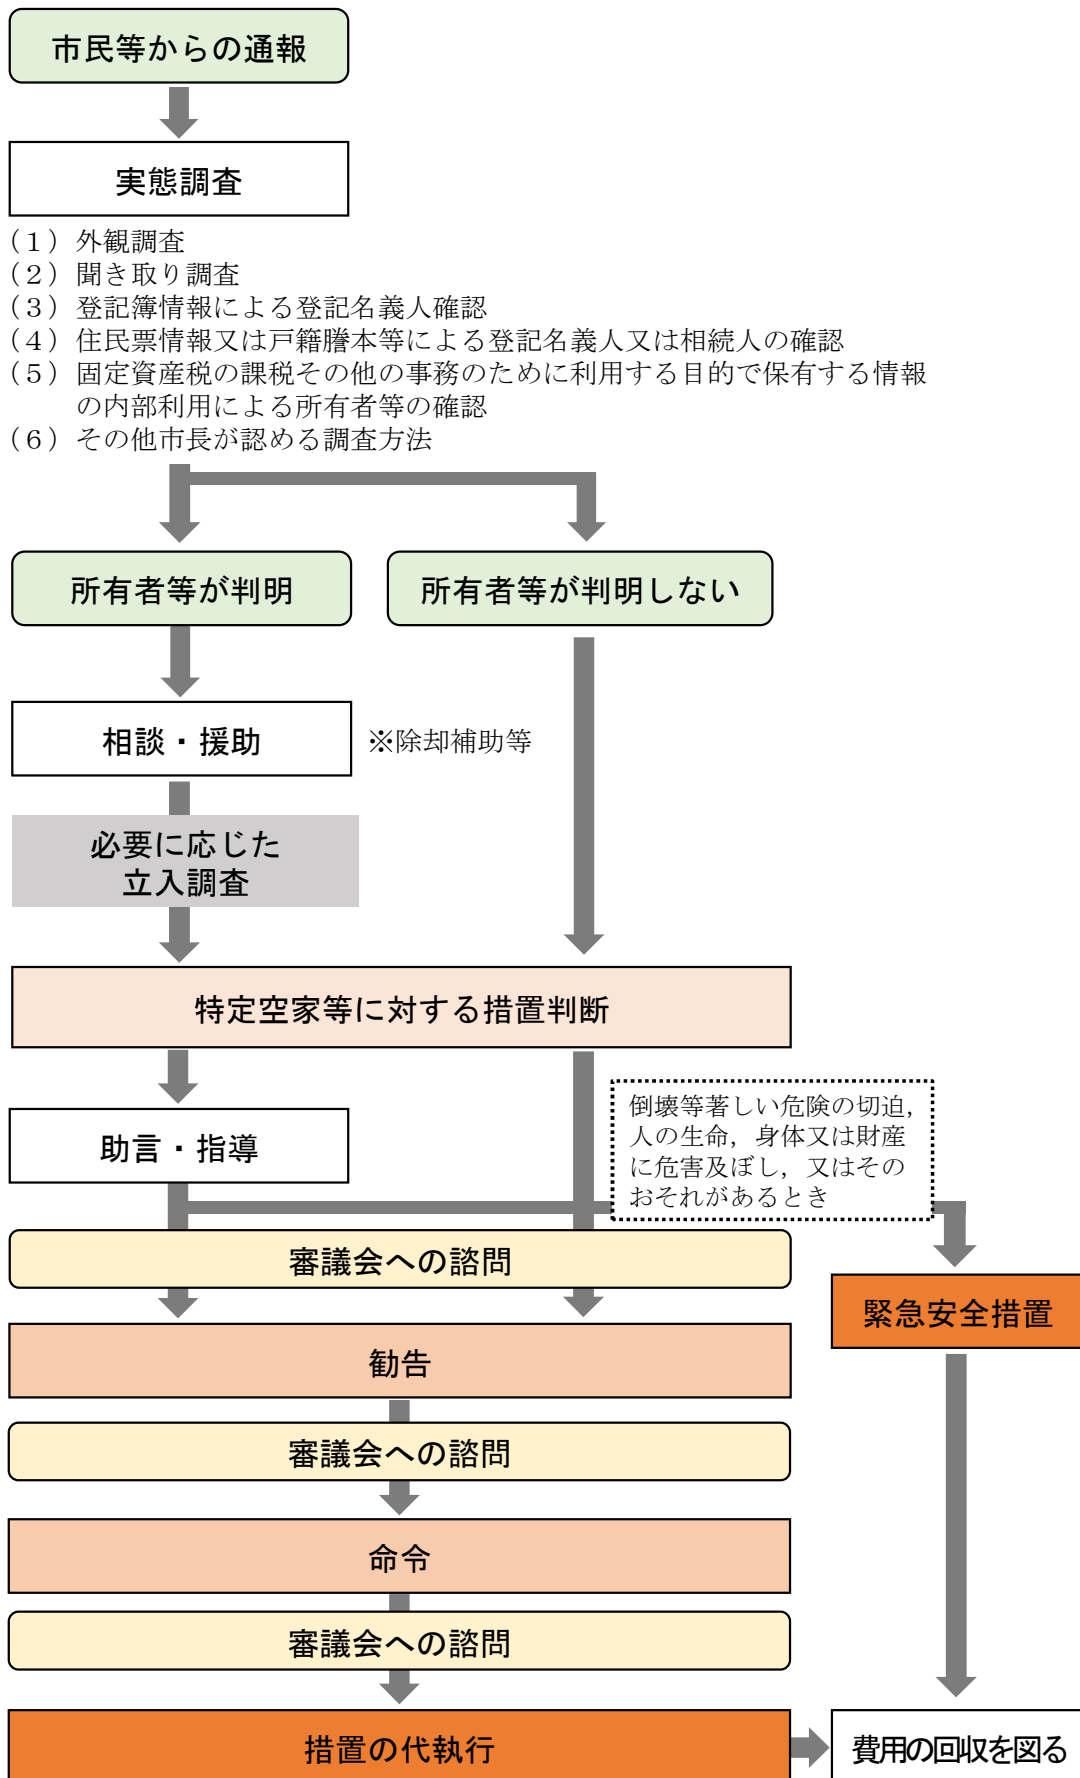 市民等からの通報
実態調査
（１）外観調査
（２）聞き取り調査
（３）登記簿情報による登記名義人確認
（４）住民票情報又は戸籍謄本等による登記名義人又は相続人の確認
（５）固定資産税の課税その他の事務のために利用する目的で保有する情報
の内部利用による所有者等の確認
（６）その他市長が認める調査方法
所有者等が判明
所有者等が判明しない
相談・援助
※除却補助等
必要に応じた
立入調査
特定空家等に対する措置判断
助言・指導
倒壊等著しい危険の切迫，
人の生命，身体又は財産
に危害及ぼし，又はその
おそれがあるとき
審議会への諮問
緊急安全措置
勧告
審議会への諮問
命令
審議会への諮問
措置の代執行
費用の回収を図る